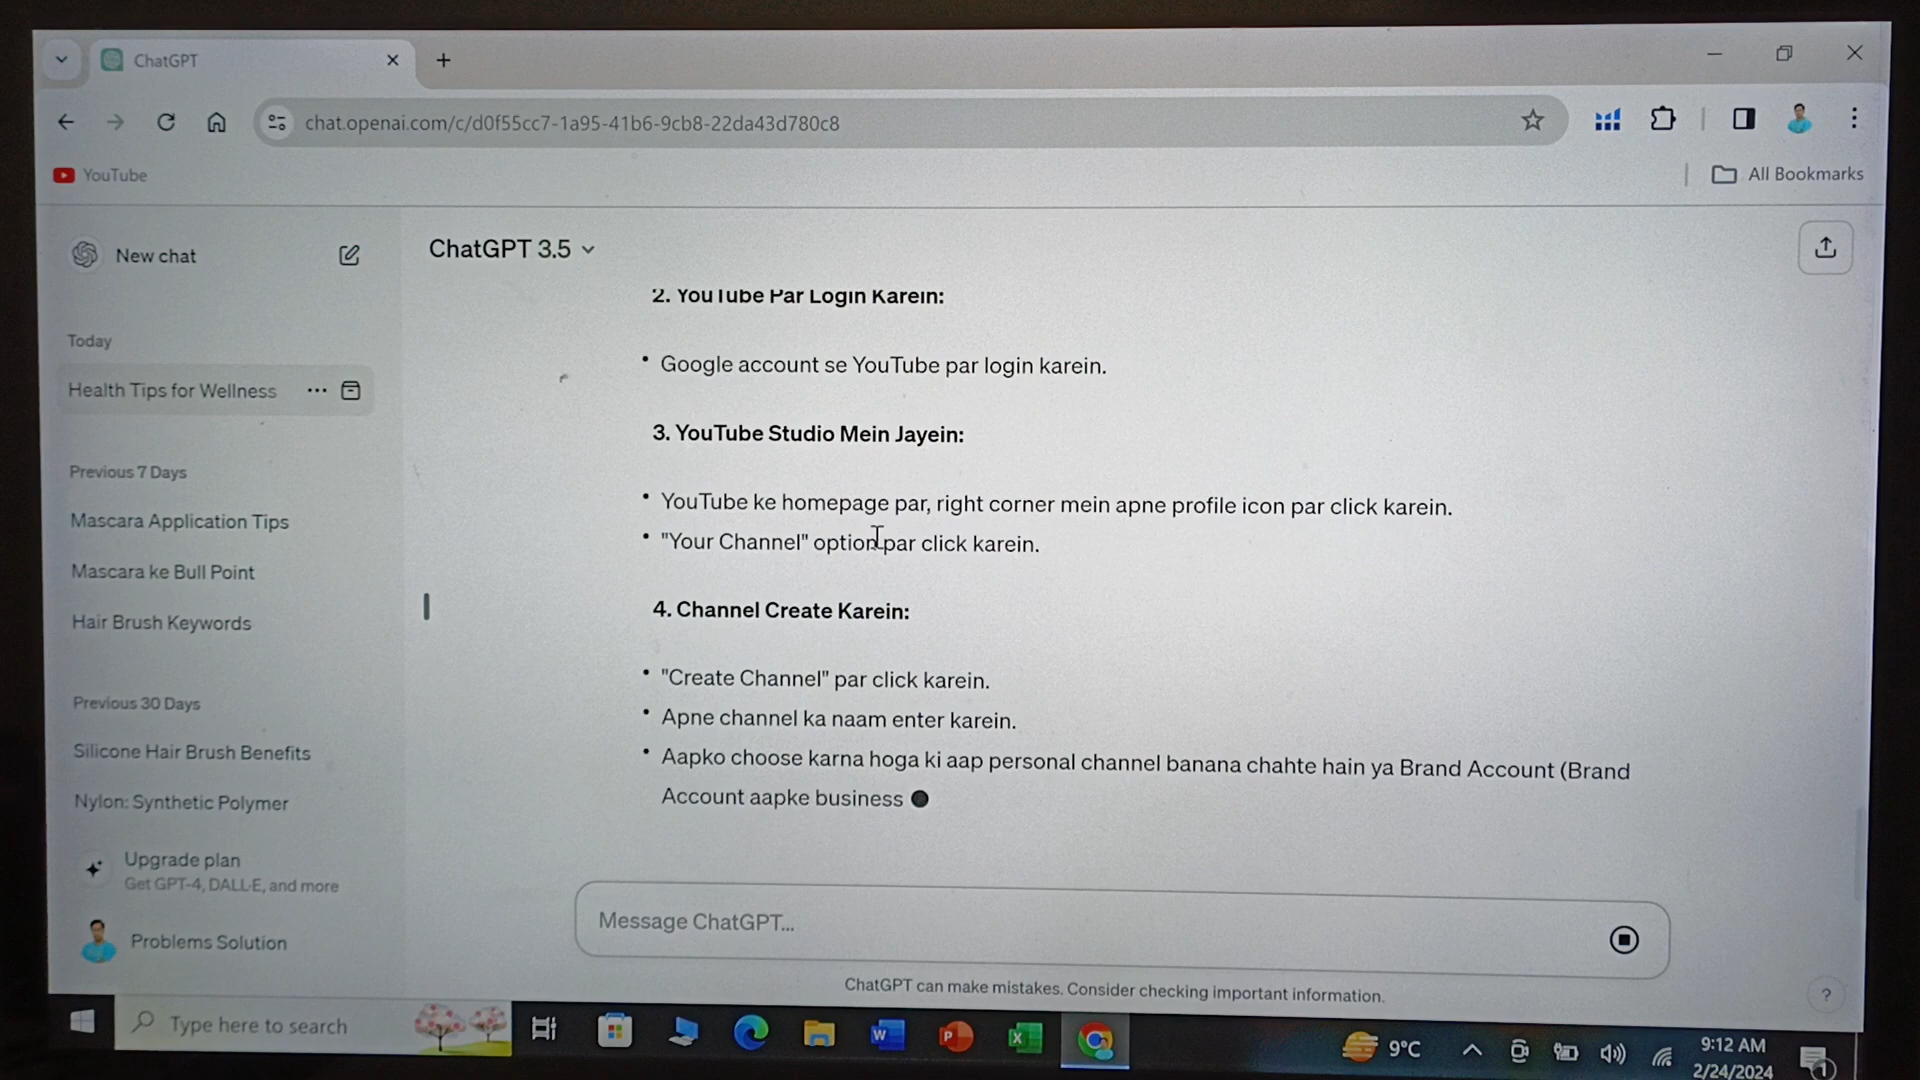 ChatGPT
chat.openai.com/c/d0f55cc7-1a95-41b6-9cb8-22da43d780c8
YouTube
All Bookmarks
New chat
ChatGPT 3.5
Today
Health Tips for Wellness
Previous 7 Days
Mascara Application Tips
Mascara ke Bull Point
Hair Brush Keywords
Previous 30 Days
Silicone Hair Brush Benefits
Nylon: Synthetic Polymer
Upgrade plan
Get GPT-4, DALL·E, and more
Problems Solution
2. YouTube Par Login Karein:
• Google account se YouTube par login karein.
3. YouTube Studio Mein Jayein:
• YouTube ke homepage par, right corner mein apne profile icon par click karein.
• "Your Channel" option par click karein.
4. Channel Create Karein:
• "Create Channel" par click karein.
• Apne channel ka naam enter karein.
• Aapko choose karna hoga ki aap personal channel banana chahte hain ya Brand Account (Brand
Account aapke business
Message ChatGPT...
ChatGPT can make mistakes. Consider checking important information.
?
Type here to search
W
P
X
9°C
9:12 AM
2/24/2024
1